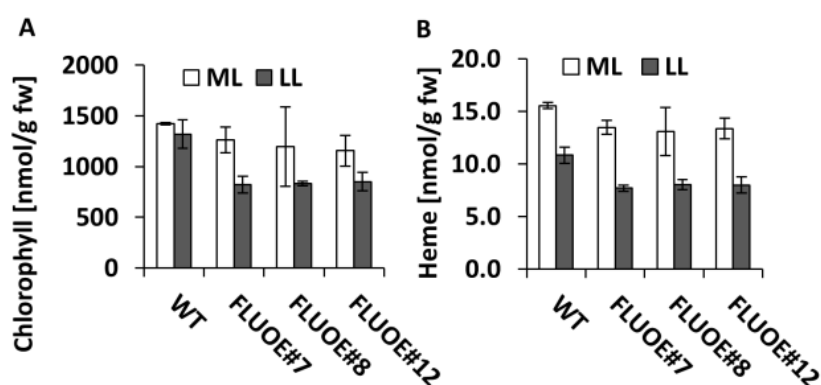 A
Chlorophyll [nmol/g fw]
2000
1500
1000
500
0
ML LL
WT
FLUOE#7
FLUOE#8
FLUOE#12
B
Heme [nmol/g fw]
20.0
15.0
10.0
5.0
0.0
ML LL
WT
FLUOE#7
FLUOE#8
FLUOE#12